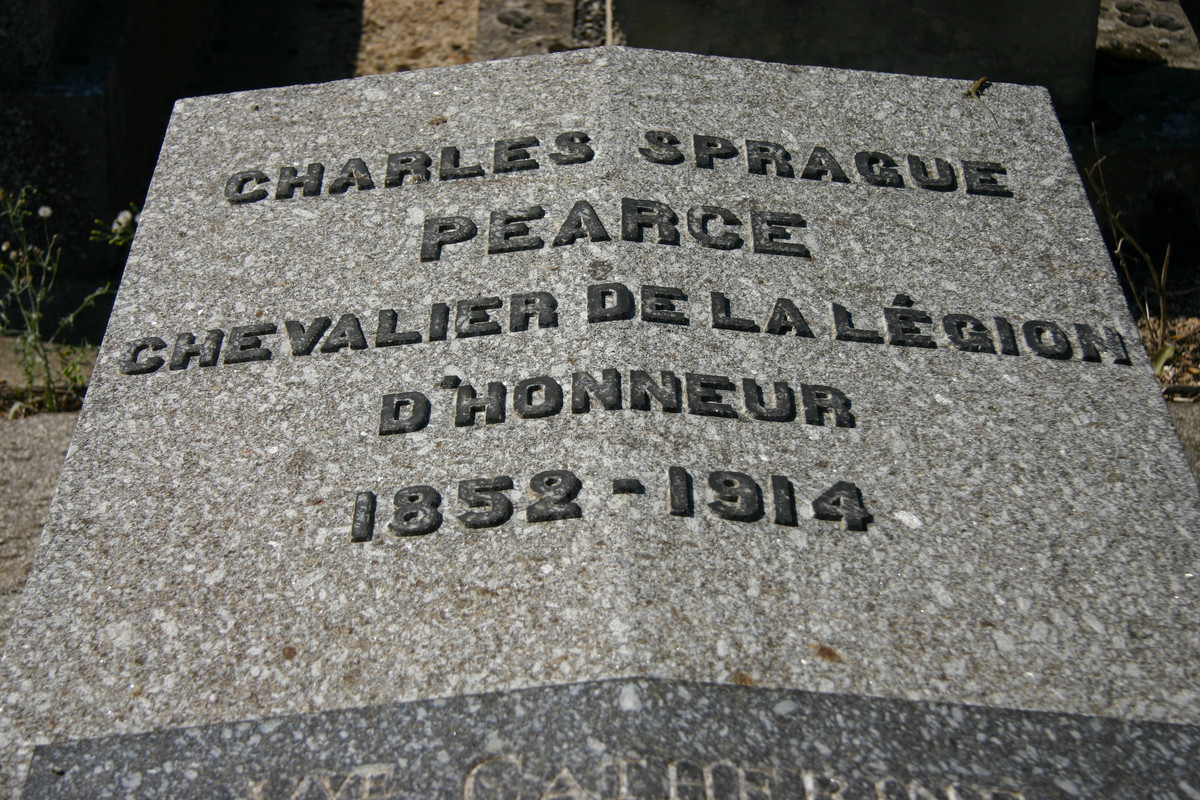 CHARLES SPRAGUE
PEARCE
CHEVALIER DE LA LÉGION
D'HONNEUR
1852-1914